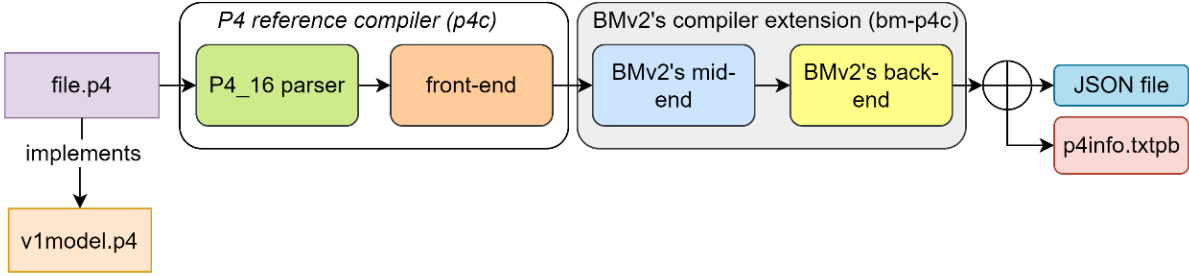 P4 reference compiler (p4c)
BMv2's compiler extension (bm-p4c)
file.p4
P4_16 parser
front-end
BMv2's mid-
end
BMv2's back-
end
JSON file
p4info.txtpb
implements
v1model.p4